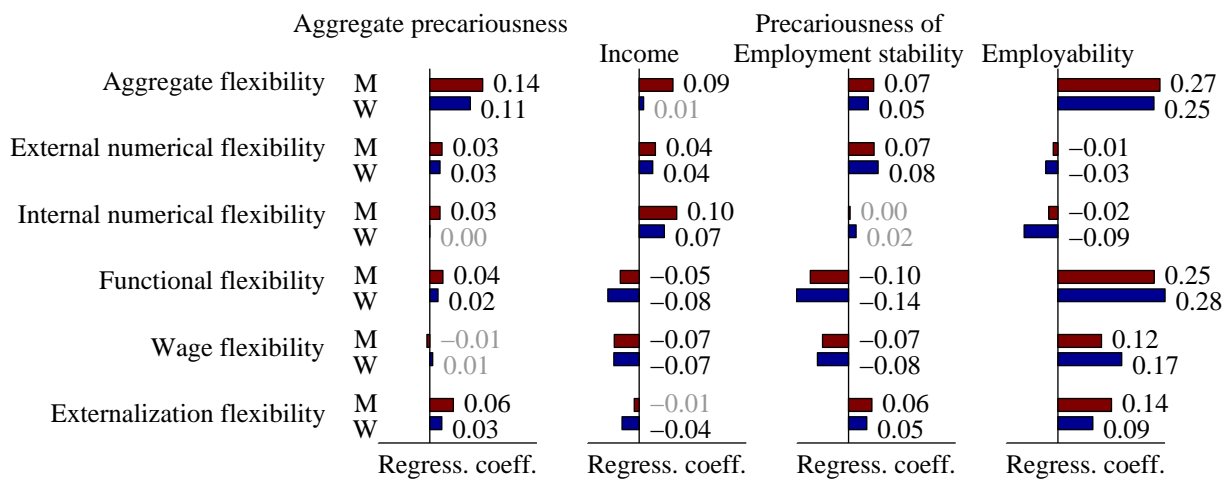 Aggregate precariousness Precariousness of
Income Employment stability Employability
Aggregate flexibility M 0.14 0.09 0.07 0.27
W 0.11 0.01 0.05 0.25
External numerical flexibility M 0.03 0.04 0.07 −0.01
W 0.03 0.04 0.08 −0.03
Internal numerical flexibility M 0.03 0.10 0.00 −0.02
W 0.00 0.07 0.02 −0.09
Functional flexibility M 0.04 −0.05 −0.10 0.25
W 0.02 −0.08 −0.14 0.28
Wage flexibility M −0.01 −0.07 −0.07 0.12
W 0.01 −0.07 −0.08 0.17
Externalization flexibility M 0.06 −0.01 0.06 0.14
W 0.03 −0.04 0.05 0.09
Regress. coeff. Regress. coeff. Regress. coeff. Regress. coeff.